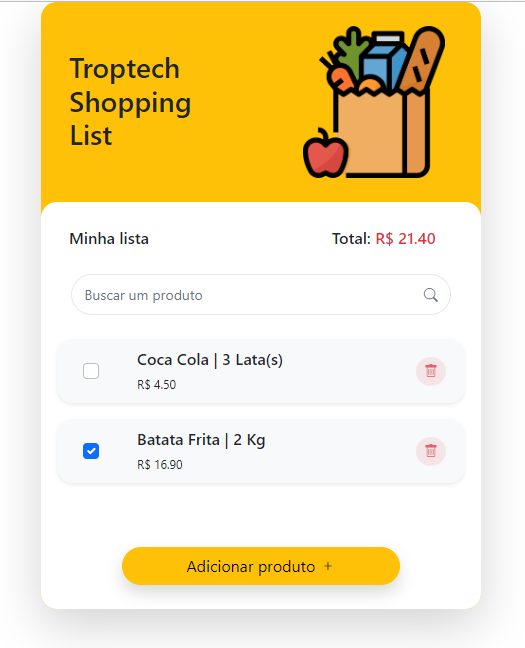 Troptech
Shopping
List
Minha lista
Total: R$ 21.40
Buscar um produto
Coca Cola | 3 Lata(s)
R$ 4.50
Batata Frita | 2 Kg
R$ 16.90
Adicionar produto +